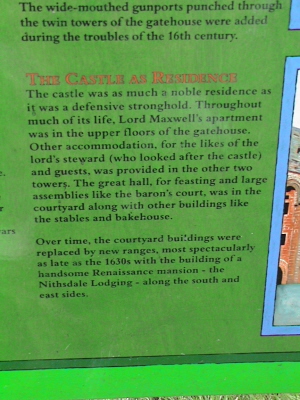 The wide-mouthed gunports punched through
the twin towers of the gatehouse were added
during the troubles of the 16th century.
THE CASTLE AS RESIDENCE
The castle was as much a noble residence as
it was a defensive stronghold. Throughout
much of its life, Lord Maxwell's apartment
was in the upper floors of the gatehouse.
Other accommodation, for the likes of the
lord's steward (who looked after the castle)
and guests, was provided in the other two
towers. The great hall, for feasting and large
assemblies like the baron's court, was in the
courtyard along with other buildings like
the stables and bakehouse.
Over time, the courtyard buildings were
replaced by new ranges, most spectacularly
as late as the 1630s with the building of a
handsome Renaissance mansion - the
Nithsdale Lodging - along the south and
east sides.